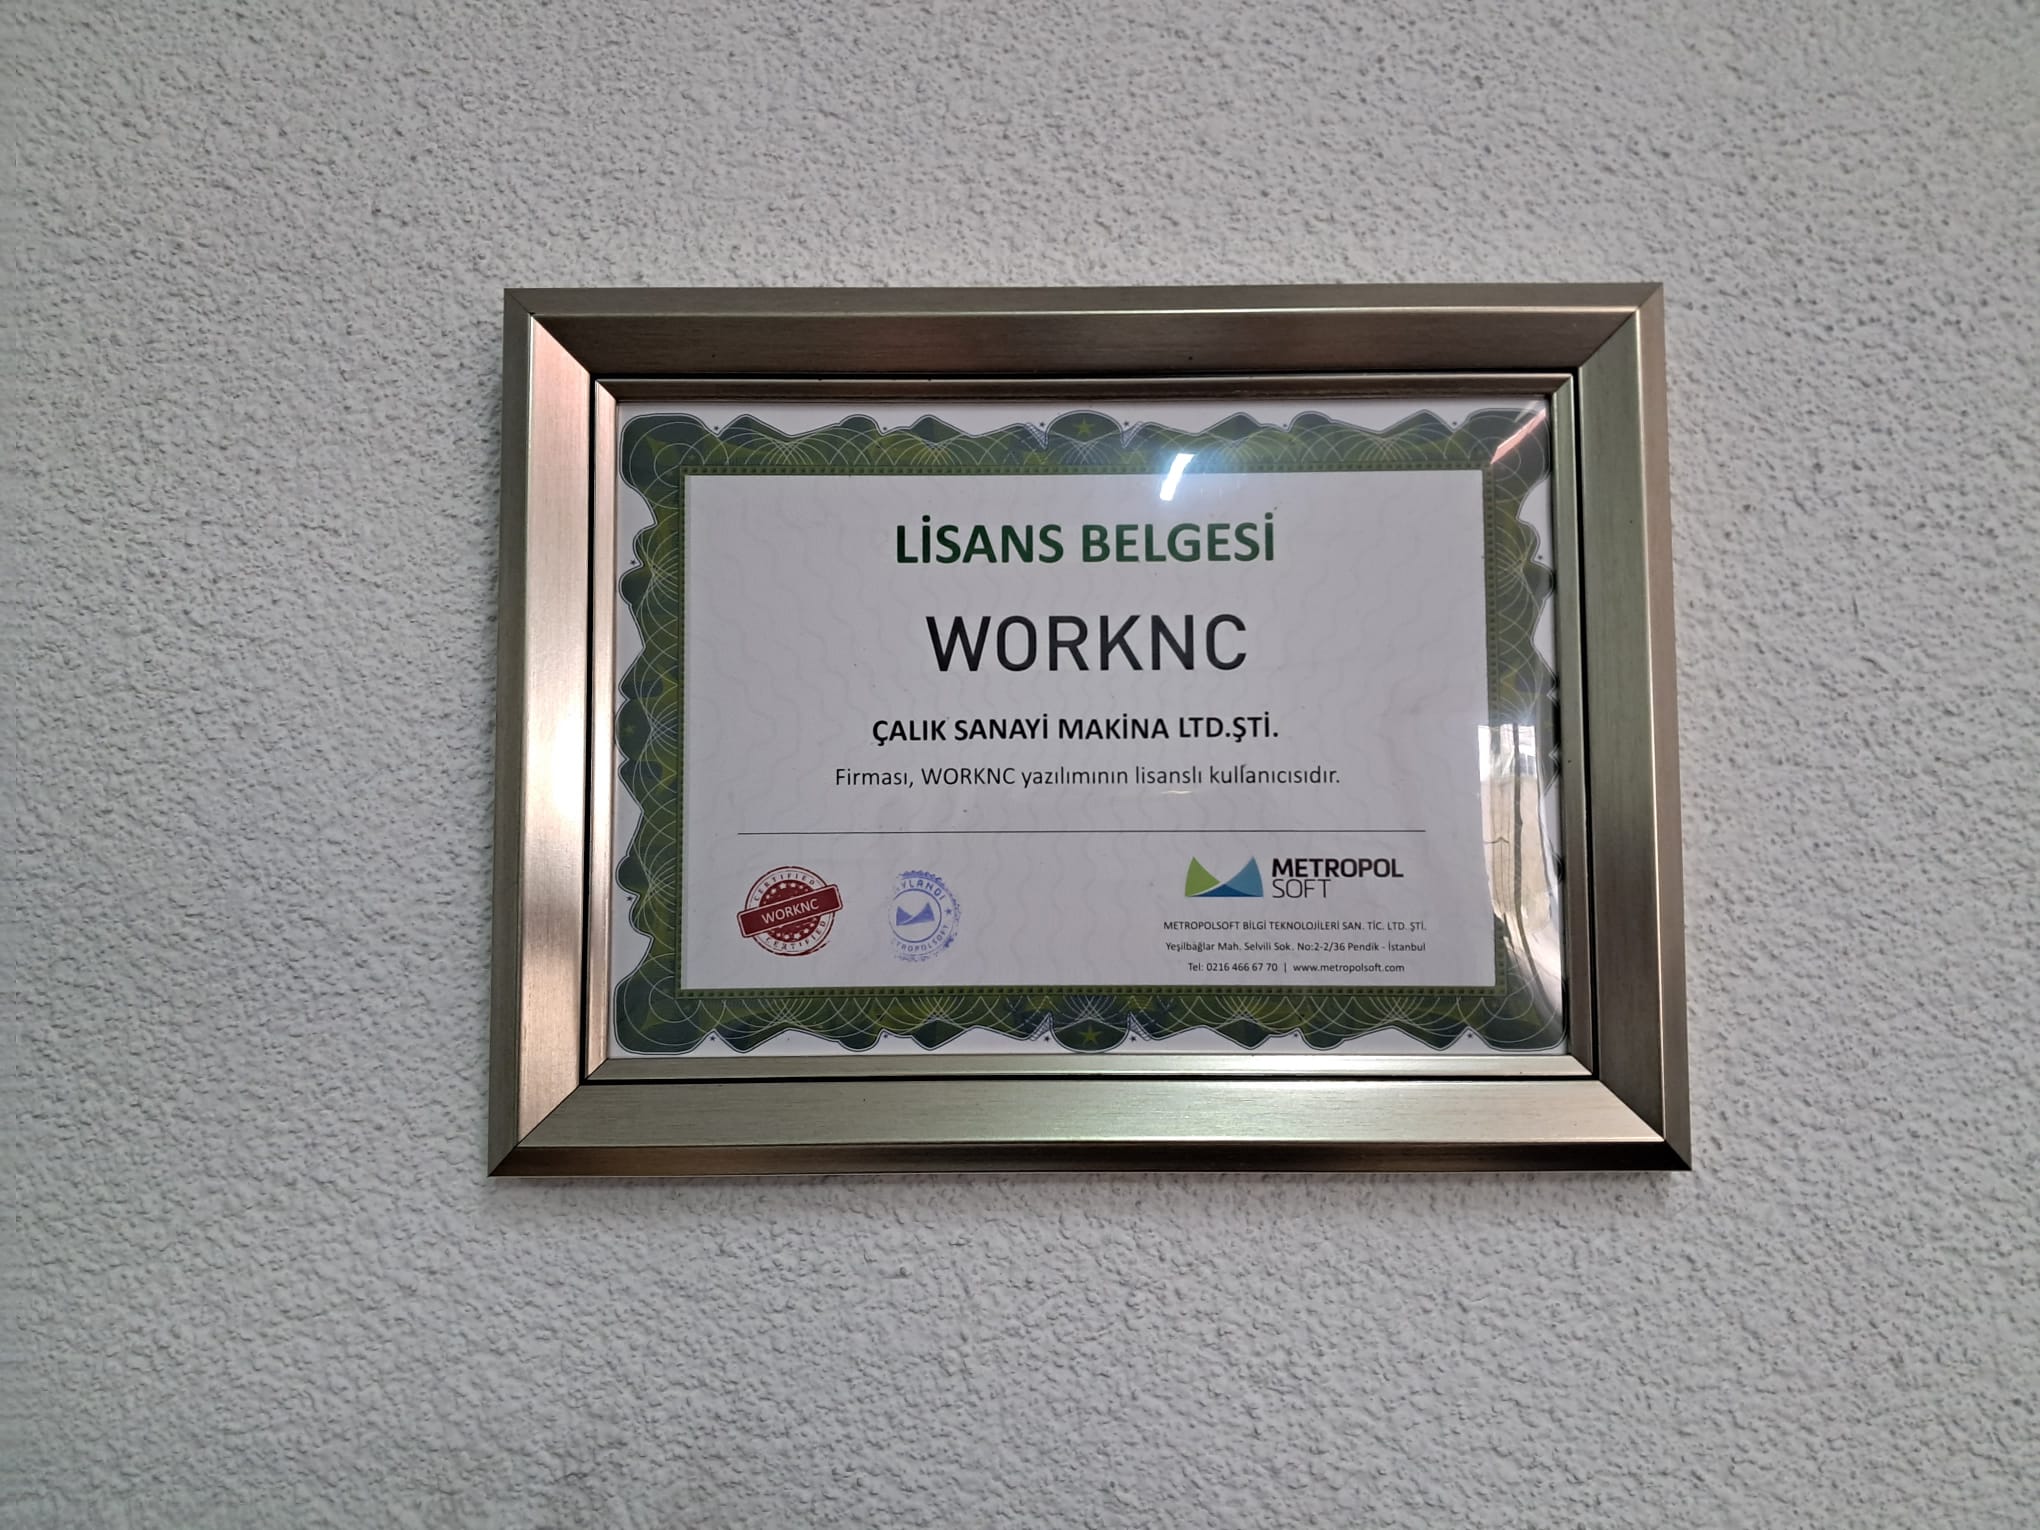 LİSANS BELGESİ
WORKNC
ÇALIK SANAYİ MAKİNA LTD.ŞTİ.
Firması, WORKNC yazılımının lisanslı kullanıcısıdır.
CERTIFIED
WORKNC
CERTIFIED
METROPOL
SOFT
METROPOLSOFT BİLGİ TEKNOLOJİLERİ SAN. TİC. LTD. ŞTİ.
Yeşilbağlar Mah. Selvili Sok. No:2-2/36 Pendik - İstanbul
Tel: 0216 466 67 70 | www.metropolsoft.com